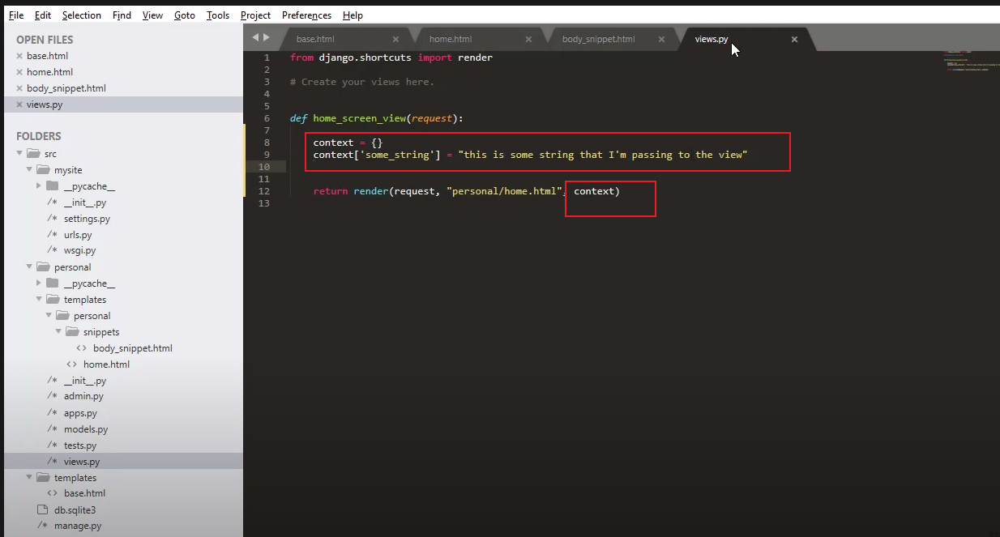 File Edit Selection Find View Goto Tools Project Preferences Help
OPEN FILES
base.html
home.html
body_snippet.html
views.py
FOLDERS
src
mysite
__pycache__
__init__.py
settings.py
urls.py
wsgi.py
personal
__pycache__
templates
personal
snippets
body_snippet.html
home.html
__init__.py
admin.py
apps.py
models.py
tests.py
views.py
templates
base.html
db.sqlite3
manage.py
base.html home.html body_snippet.html views.py
1 from django.shortcuts import render
2
3 # Create your views here.
4
5
6 def home_screen_view(request):
7
8 context = {}
9 context['some_string'] = "this is some string that I'm passing to the view"
10
11
12 return render(request, "personal/home.html", context)
13